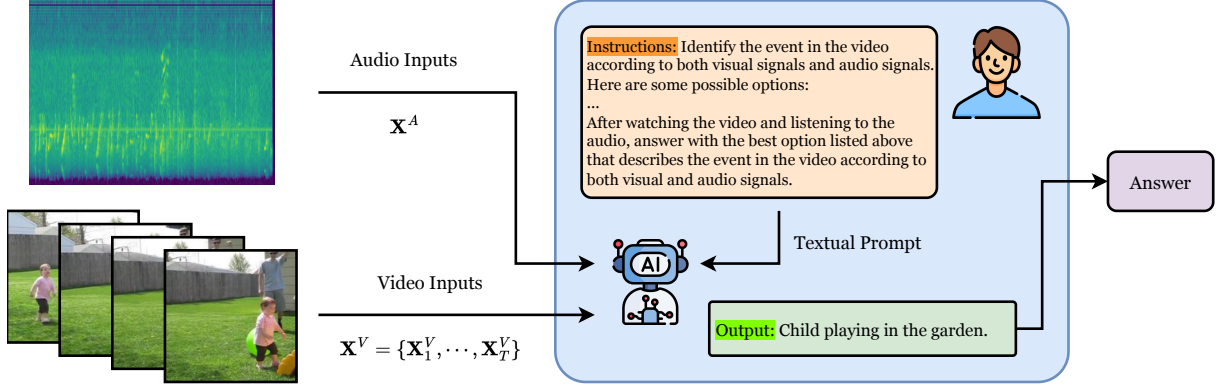 Audio Inputs
𝐗^A
Video Inputs
𝐗^V = {𝐗_1^V, ⋯, 𝐗_T^V}
Instructions: Identify the event in the video
according to both visual signals and audio signals.
Here are some possible options:
...
After watching the video and listening to the
audio, answer with the best option listed above
that describes the event in the video according to
both visual and audio signals.
Textual Prompt
AI
Output: Child playing in the garden.
Answer